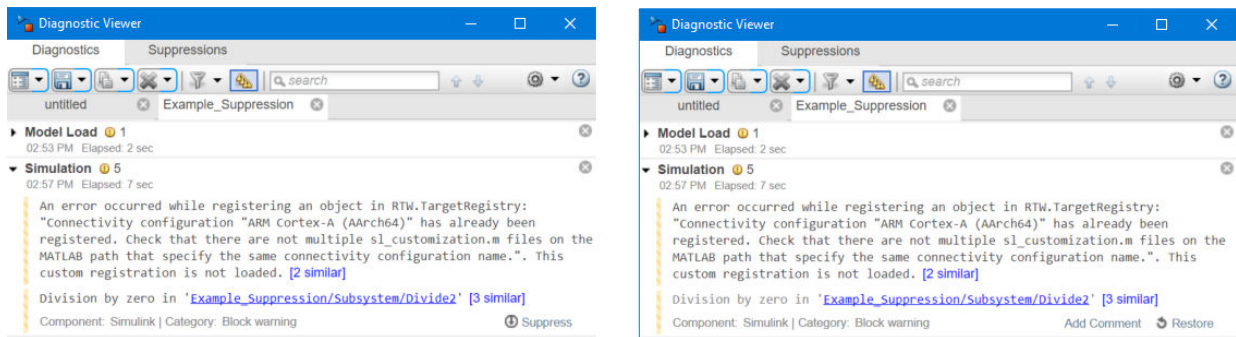 Diagnostic Viewer
Diagnostics Suppressions
search
untitled Example_Suppression
Model Load 1
02:53 PM Elapsed: 2 sec
Simulation 5
02:57 PM Elapsed: 7 sec
An error occurred while registering an object in RTW.TargetRegistry:
"Connectivity configuration "ARM Cortex-A (AArch64)" has already been
registered. Check that there are not multiple sl_customization.m files on the
MATLAB path that specify the same connectivity configuration name.". This
custom registration is not loaded. [2 similar]
Division by zero in 'Example_Suppression/Subsystem/Divide2' [3 similar]
Component: Simulink | Category: Block warning Suppress
Diagnostic Viewer
Diagnostics Suppressions
search
untitled Example_Suppression
Model Load 1
02:53 PM Elapsed: 2 sec
Simulation 5
02:57 PM Elapsed: 7 sec
An error occurred while registering an object in RTW.TargetRegistry:
"Connectivity configuration "ARM Cortex-A (AArch64)" has already been
registered. Check that there are not multiple sl_customization.m files on the
MATLAB path that specify the same connectivity configuration name.". This
custom registration is not loaded. [2 similar]
Division by zero in 'Example_Suppression/Subsystem/Divide2' [3 similar]
Component: Simulink | Category: Block warning Add Comment Restore